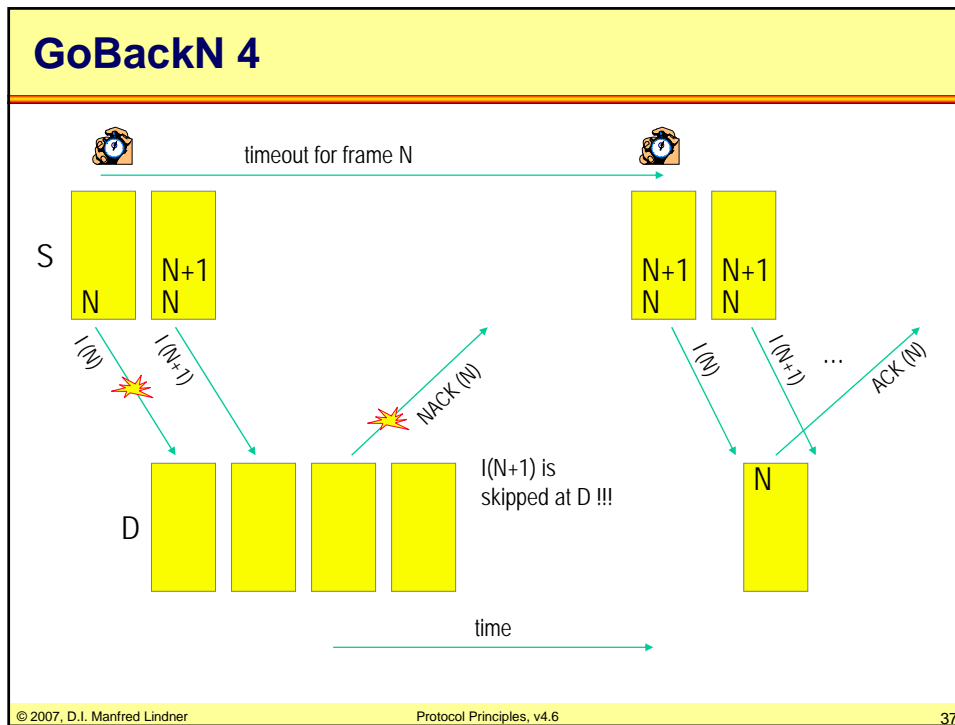 GoBackN 4
timeout for frame N
S
N
N+1
N
N+1
N
N+1
N
I (N)
I (N+1)
NACK (N)
I (N)
I (N+1)
...
ACK (N)
D
I(N+1) is
skipped at D !!!
N
time
© 2007, D.I. Manfred Lindner
Protocol Principles, v4.6
37